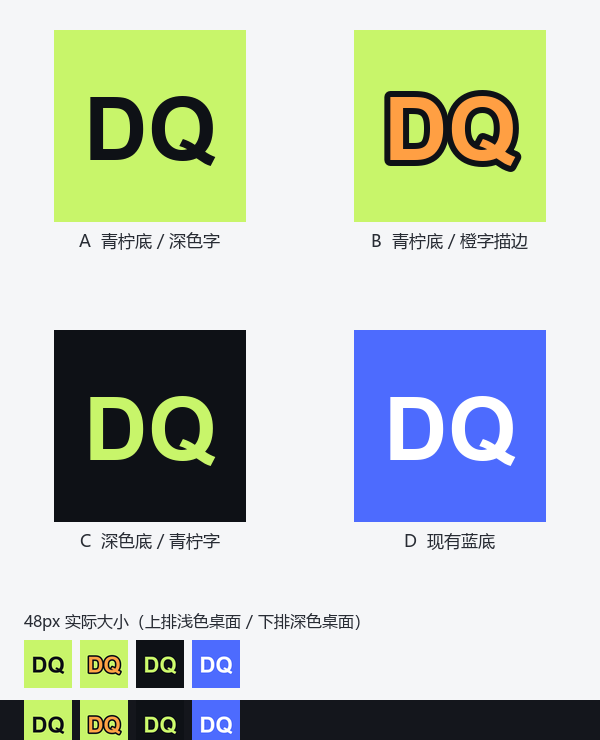 DQ DQ
A 青柠底 / 深色字 B 青柠底 / 橙字描边
DQ DQ
C 深色底 / 青柠字 D 现有蓝底
48px 实际大小（上排浅色桌面 / 下排深色桌面）
DQ DQ DQ DQ
DQ DQ DQ DQ